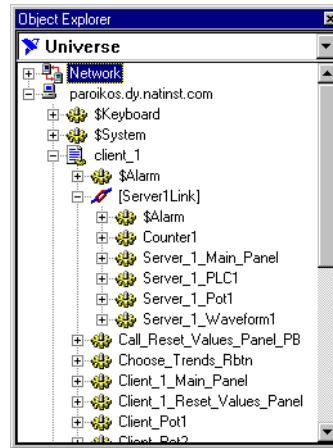 Object Explorer
Universe
Network
paroikos.dy.natinst.com
$Keyboard
$System
client_1
$Alarm
[Server1Link]
$Alarm
Counter1
Server_1_Main_Panel
Server_1_PLC1
Server_1_Pot1
Server_1_Waveform1
Call_Reset_Values_Panel_PB
Choose_Trends_Rbtn
Client_1_Main_Panel
Client_1_Reset_Values_Panel
Client_Pot1
Client_Pot2